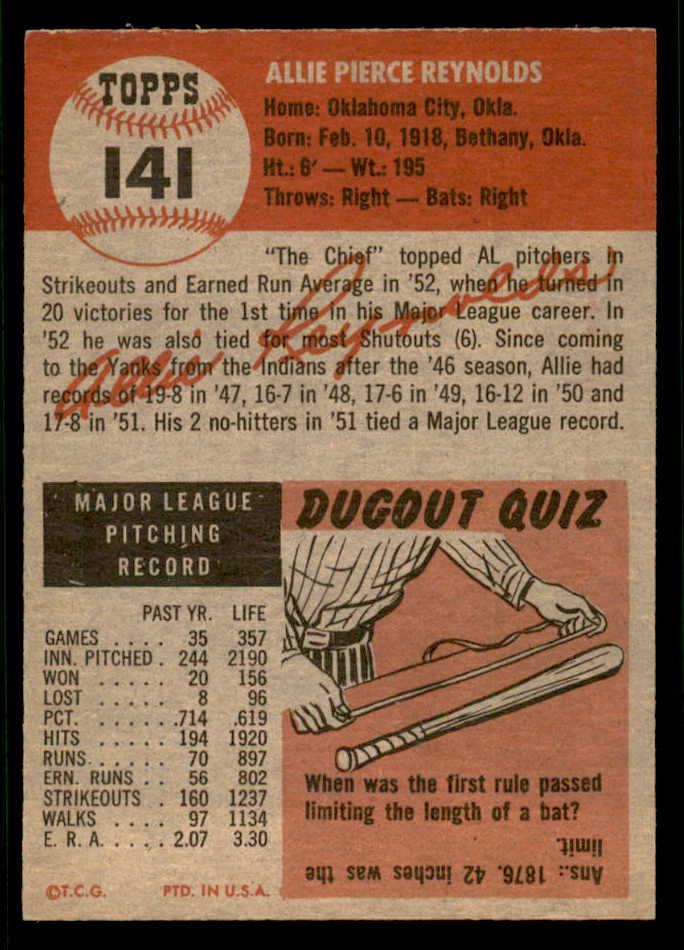 TOPPS
141
ALLIE PIERCE REYNOLDS
Home: Oklahoma City, Okla.
Born: Feb. 10, 1918, Bethany, Okla.
Ht.: 6' — Wt.: 195
Throws: Right — Bats: Right
"The Chief" topped AL pitchers in
Strikeouts and Earned Run Average in '52, when he turned in
20 victories for the 1st time in his Major League career. In
'52 he was also tied for most Shutouts (6). Since coming
to the Yanks from the Indians after the '46 season, Allie had
records of 19-8 in '47, 16-7 in '48, 17-6 in '49, 16-12 in '50 and
17-8 in '51. His 2 no-hitters in '51 tied a Major League record.
Allie Reynolds
MAJOR LEAGUE
PITCHING
RECORD
PAST YR. LIFE
GAMES . . . . 35 357
INN. PITCHED . 244 2190
WON . . . . . 20 156
LOST . . . . . 8 96
PCT. . . . . . .714 .619
HITS . . . . . 194 1920
RUNS . . . . . 70 897
ERN. RUNS . . 56 802
STRIKEOUTS . 160 1237
WALKS . . . . 97 1134
E. R. A. . . . . 2.07 3.30
©T.C.G. PTD. IN U.S.A.
DUGOUT QUIZ
When was the first rule passed
limiting the length of a bat?
Ans.: 1876. 42 inches was the
limit.